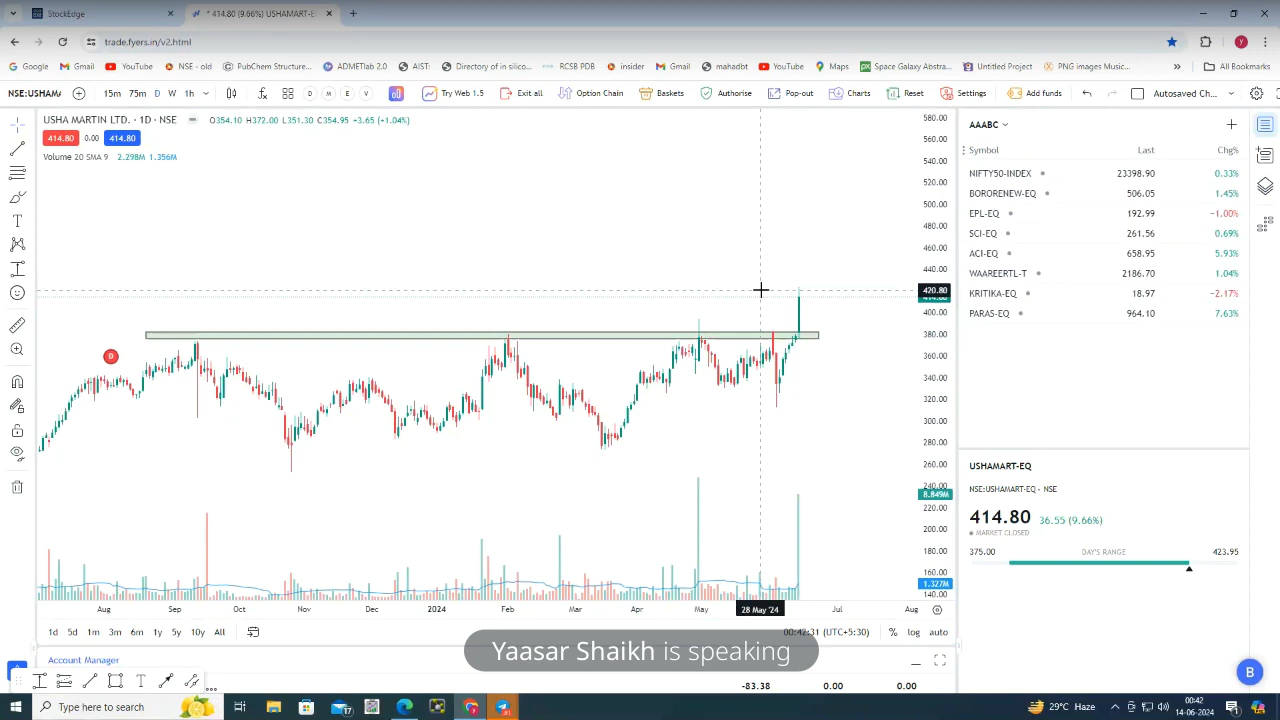 StockEdge
414.80 (9.66%) USHAMART-E
trade.fyers.in/v2.html
Google
Gmail
YouTube
NSE - old
PubChem Structure...
ADMETlab 2.0
AIST:
Directory of in silico...
RCSB PDB
insider
Gmail
mahadbt
YouTube
Maps
Space Galaxy Abstra...
Untitled Project
PNG images Music...
All Bookmarks
NSE:USHAMA
15m 75m D W 1h
D M E V
Try Web 1.5
Exit all
Option Chain
Baskets
Authorise
Pop-out
Charts
Reset
Settings
Add funds
Autosaved Ch...
USHA MARTIN LTD. · 1D · NSE
O354.10 H372.00 L351.30 C354.95 +3.65 (+1.04%)
414.80 0.00 414.80
Volume 20 SMA 9 2.298M 1.356M
D
580.00
560.00
540.00
520.00
500.00
480.00
460.00
440.00
420.80
400.00
380.00
360.00
340.00
320.00
300.00
280.00
260.00
240.00
8.849M
220.00
200.00
180.00
160.00
1.327M
140.00
Aug Sep Oct Nov Dec 2024 Feb Mar Apr May 28 May '24 Jul Aug
1d 5d 1m 3m 6m 1y 5y 10y All
00:42:31 (UTC+5:30) % log auto
AAABC
Symbol Last Chg%
NIFTY50-INDEX 23398.90 0.33%
BORORENEW-EQ 506.05 1.45%
EPL-EQ 192.99 −1.00%
SCI-EQ 261.56 0.69%
ACI-EQ 658.95 5.93%
WAAREERTL-T 2186.70 1.04%
KRITIKA-EQ 18.97 −2.17%
PARAS-EQ 964.10 7.63%
USHAMART-EQ
NSE:USHAMART-EQ • NSE
414.80 36.55 (9.66%)
MARKET CLOSED
375.00 DAY'S RANGE 423.95
Yaasar Shaikh is speaking
Account Manager
-83.38 0.00 0.00
B
Type here to search
29°C Haze
00:42
14-06-2024